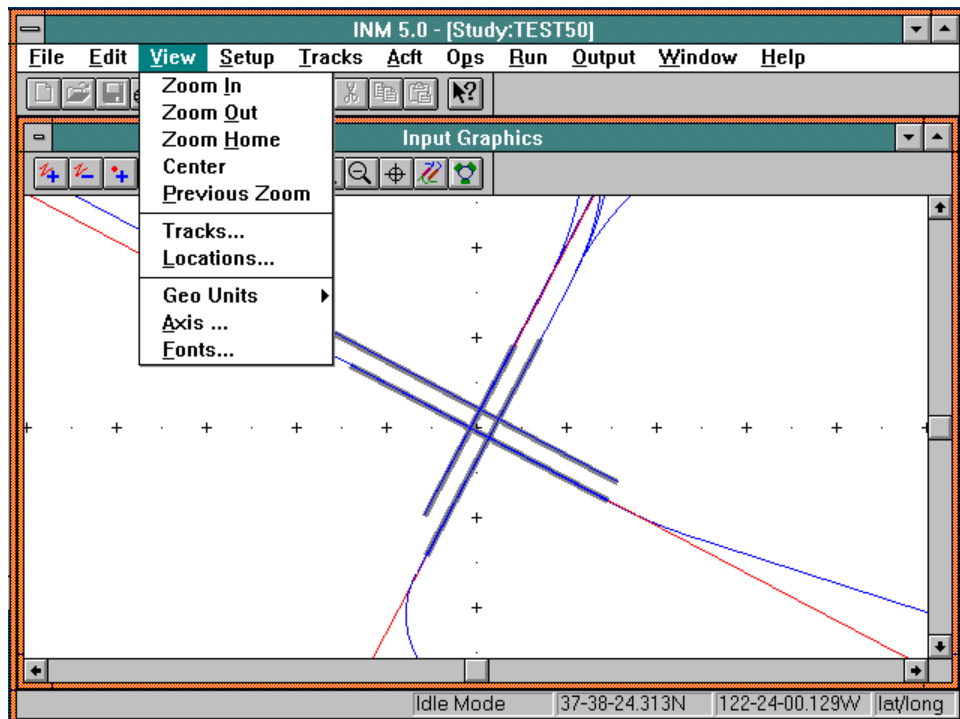 INM 5.0 - [Study:TEST50]
File Edit View Setup Tracks Acft Ops Run Output Window Help
Zoom In
Zoom Out
Zoom Home
Center
Previous Zoom
Tracks...
Locations...
Geo Units
Axis ...
Fonts...
Input Graphics
Idle Mode 37-38-24.313N 122-24-00.129W lat/long